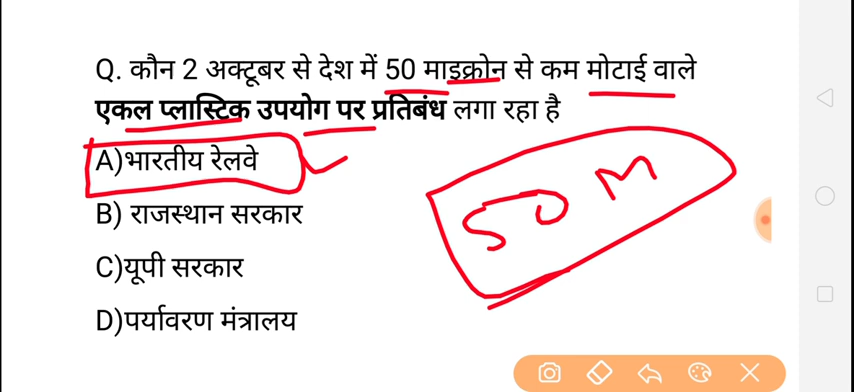 Q. कौन 2 अक्टूबर से देश में 50 माइक्रोन से कम मोटाई वाले
एकल प्लास्टिक उपयोग पर प्रतिबंध लगा रहा है
A)भारतीय रेलवे
B) राजस्थान सरकार
C)यूपी सरकार
D)पर्यावरण मंत्रालय
50 M